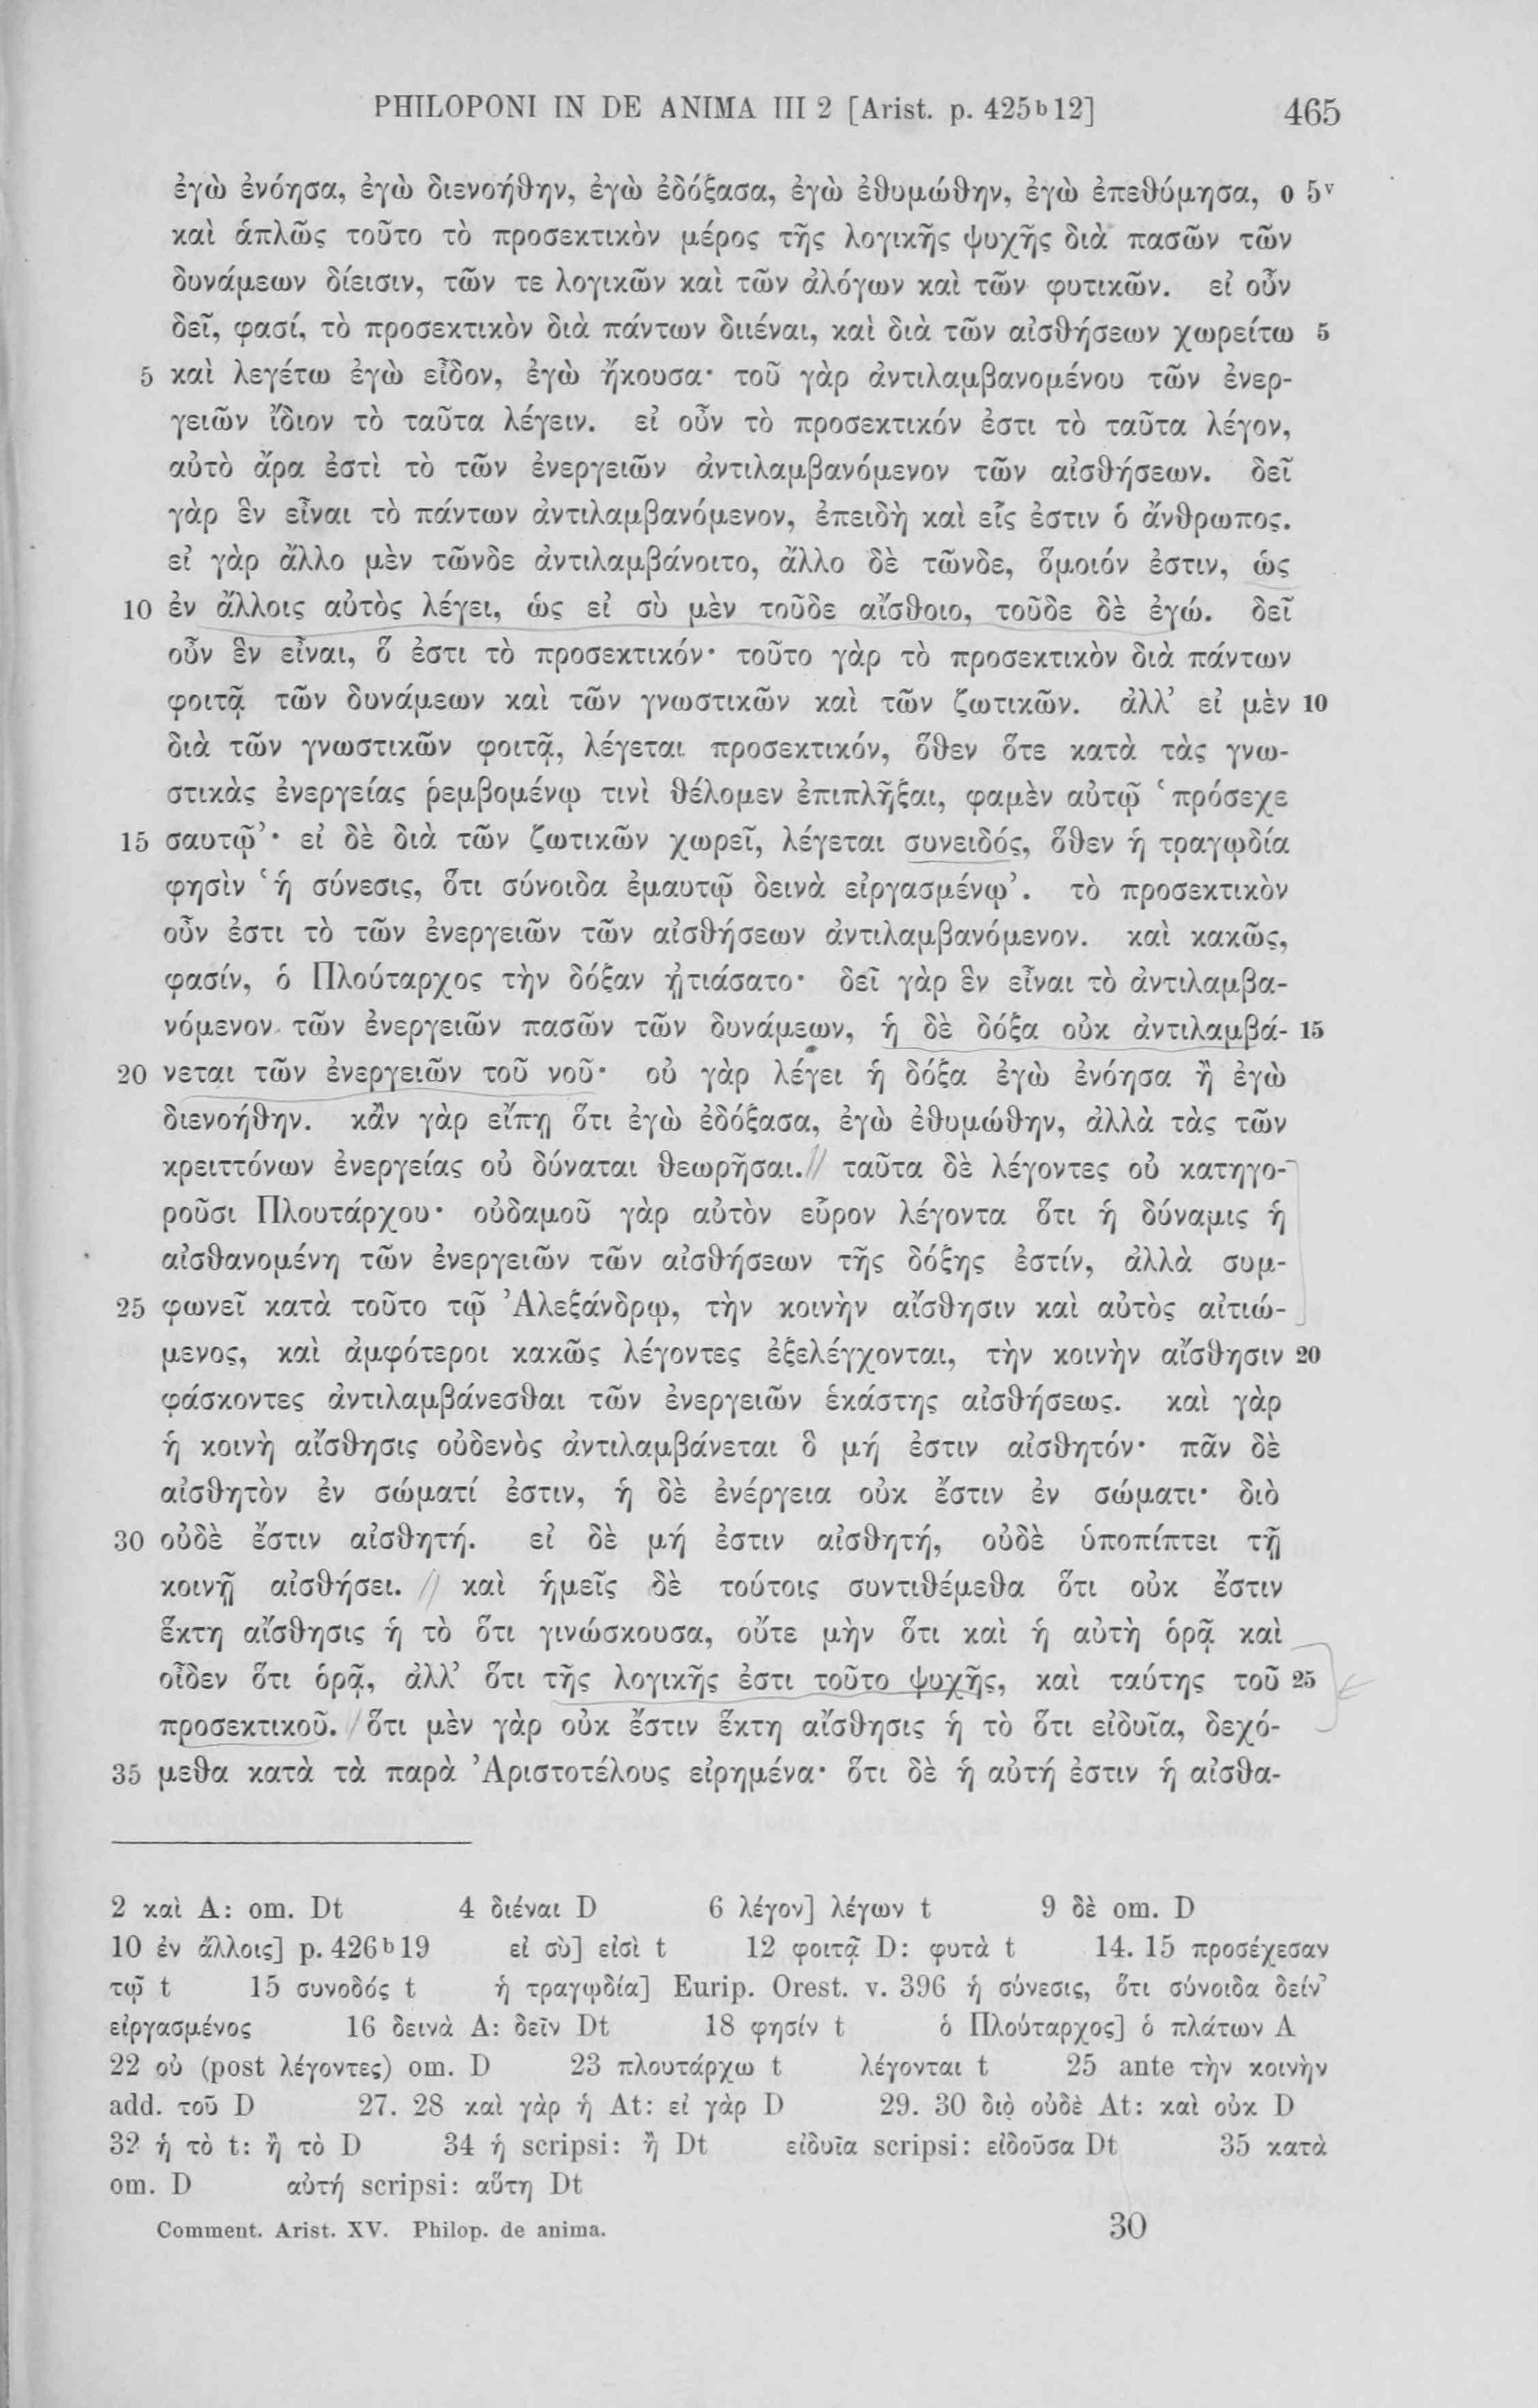 PHILOPONI IN DE ANIMA III 2 [Arist. p. 425b12] 465
ἐγὼ ἐνόησα, ἐγὼ διενοήθην, ἐγὼ ἐδόξασα, ἐγὼ ἐθυμώθην, ἐγὼ ἐπεθύμησα, ο 5v
καὶ ἁπλῶς τοῦτο τὸ προσεκτικὸν μέρος τῆς λογικῆς ψυχῆς διὰ πασῶν τῶν
δυνάμεων δίεισιν, τῶν τε λογικῶν καὶ τῶν ἀλόγων καὶ τῶν φυτικῶν. εἰ οὖν
δεῖ, φασί, τὸ προσεκτικὸν διὰ πάντων διιέναι, καὶ διὰ τῶν αἰσθήσεων χωρείτω 5
5 καὶ λεγέτω ἐγὼ εἶδον, ἐγὼ ἤκουσα· τοῦ γὰρ ἀντιλαμβανομένου τῶν ἐνερ-
γειῶν ἴδιον τὸ ταῦτα λέγειν. εἰ οὖν τὸ προσεκτικόν ἐστι τὸ ταῦτα λέγον,
αὐτὸ ἄρα ἐστὶ τὸ τῶν ἐνεργειῶν ἀντιλαμβανόμενον τῶν αἰσθήσεων. δεῖ
γὰρ ἓν εἶναι τὸ πάντων ἀντιλαμβανόμενον, ἐπειδὴ καὶ εἷς ἐστιν ὁ ἄνθρωπος.
εἰ γὰρ ἄλλο μὲν τῶνδε ἀντιλαμβάνοιτο, ἄλλο δὲ τῶνδε, ὅμοιόν ἐστιν, ὡς
10 ἐν ἄλλοις αὐτὸς λέγει, ὡς εἰ σὺ μὲν τοῦδε αἴσθοιο, τοῦδε δὲ ἐγώ. δεῖ
οὖν ἓν εἶναι, ὅ ἐστι τὸ προσεκτικόν· τοῦτο γὰρ τὸ προσεκτικὸν διὰ πάντων
φοιτᾷ τῶν δυνάμεων καὶ τῶν γνωστικῶν καὶ τῶν ζωτικῶν. ἀλλ’ εἰ μὲν 10
διὰ τῶν γνωστικῶν φοιτᾷ, λέγεται προσεκτικόν, ὅθεν ὅτε κατὰ τὰς γνω-
στικὰς ἐνεργείας ῥεμβομένῳ τινὶ θέλομεν ἐπιπλῆξαι, φαμὲν αὐτῷ ‘πρόσεχε
15 σαυτῷ’· εἰ δὲ διὰ τῶν ζωτικῶν χωρεῖ, λέγεται συνειδός, ὅθεν ἡ τραγῳδία
φησὶν ‘ἡ σύνεσις, ὅτι σύνοιδα ἐμαυτῷ δεινὰ εἰργασμένῳ’. τὸ προσεκτικὸν
οὖν ἐστι τὸ τῶν ἐνεργειῶν τῶν αἰσθήσεων ἀντιλαμβανόμενον. καὶ κακῶς,
φασίν, ὁ Πλούταρχος τὴν δόξαν ᾐτιάσατο· δεῖ γὰρ ἓν εἶναι τὸ ἀντιλαμβα-
νόμενον τῶν ἐνεργειῶν πασῶν τῶν δυνάμεων, ἡ δὲ δόξα οὐκ ἀντιλαμβά- 15
20 νεται τῶν ἐνεργειῶν τοῦ νοῦ· οὐ γὰρ λέγει ἡ δόξα ἐγὼ ἐνόησα ἢ ἐγὼ
διενοήθην. κἂν γὰρ εἴπῃ ὅτι ἐγὼ ἐδόξασα, ἐγὼ ἐθυμώθην, ἀλλὰ τὰς τῶν
κρειττόνων ἐνεργείας οὐ δύναται θεωρῆσαι.// ταῦτα δὲ λέγοντες οὐ κατηγο-
ροῦσι Πλουτάρχου· οὐδαμοῦ γὰρ αὐτὸν εὗρον λέγοντα ὅτι ἡ δύναμις ἡ
αἰσθανομένη τῶν ἐνεργειῶν τῶν αἰσθήσεων τῆς δόξης ἐστίν, ἀλλὰ συμ-
25 φωνεῖ κατὰ τοῦτο τῷ Ἀλεξάνδρῳ, τὴν κοινὴν αἴσθησιν καὶ αὐτὸς αἰτιώ-
μενος, καὶ ἀμφότεροι κακῶς λέγοντες ἐξελέγχονται, τὴν κοινὴν αἴσθησιν 20
φάσκοντες ἀντιλαμβάνεσθαι τῶν ἐνεργειῶν ἑκάστης αἰσθήσεως. καὶ γὰρ
ἡ κοινὴ αἴσθησις οὐδενὸς ἀντιλαμβάνεται ὃ μή ἐστιν αἰσθητόν· πᾶν δὲ
αἰσθητὸν ἐν σώματί ἐστιν, ἡ δὲ ἐνέργεια οὐκ ἔστιν ἐν σώματι· διὸ
30 οὐδὲ ἔστιν αἰσθητή. εἰ δὲ μή ἐστιν αἰσθητή, οὐδὲ ὑποπίπτει τῇ
κοινῇ αἰσθήσει. // καὶ ἡμεῖς δὲ τούτοις συντιθέμεθα ὅτι οὐκ ἔστιν
ἕκτη αἴσθησις ἡ τὸ ὅτι γινώσκουσα, οὔτε μὴν ὅτι καὶ ἡ αὐτὴ ὁρᾷ καὶ
οἶδεν ὅτι ὁρᾷ, ἀλλ’ ὅτι τῆς λογικῆς ἐστι τοῦτο ψυχῆς, καὶ ταύτης τοῦ 25
προσεκτικοῦ. / ὅτι μὲν γὰρ οὐκ ἔστιν ἕκτη αἴσθησις ἡ τὸ ὅτι εἰδυῖα, δεχό-
35 μεθα κατὰ τὰ παρὰ Ἀριστοτέλους εἰρημένα· ὅτι δὲ ἡ αὐτή ἐστιν ἡ αἰσθα-
2 καὶ A: om. Dt 4 διέναι D 6 λέγον] λέγων t 9 δὲ om. D
10 ἐν ἄλλοις] p. 426b19 εἰ σὺ] εἰσὶ t 12 φοιτᾷ D: φυτὰ t 14. 15 προσέχεσαν
τῷ t 15 συνοδός t ἡ τραγῳδία] Eurip. Orest. v. 396 ἡ σύνεσις, ὅτι σύνοιδα δείν’
εἰργασμένος 16 δεινὰ A: δεῖν Dt 18 φησίν t ὁ Πλούταρχος] ὁ πλάτων A
22 οὐ (post λέγοντες) om. D 23 πλουτάρχω t λέγονται t 25 ante τὴν κοινὴν
add. τοῦ D 27. 28 καὶ γὰρ ἡ At: εἰ γὰρ D 29. 30 διὸ οὐδὲ At: καὶ οὐκ D
32 ἡ τὸ t: ἢ τὸ D 34 ἡ scripsi: ἢ Dt εἰδυῖα scripsi: εἰδοῦσα Dt 35 κατὰ
om. D αὐτή scripsi: αὕτη Dt
Comment. Arist. XV. Philop. de anima. 30